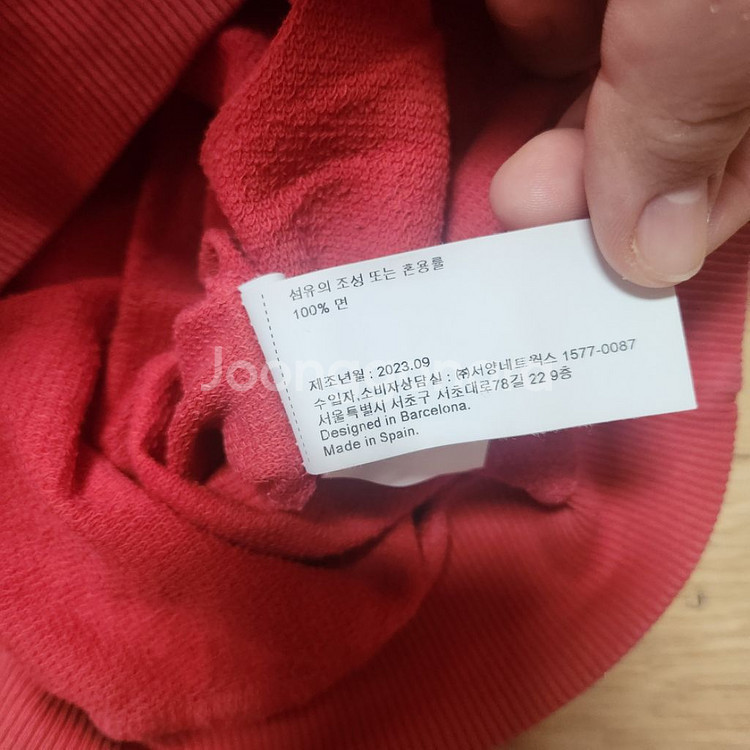 섬유의 조성 또는 혼용률
100% 면
제조년월 : 2023.09
수입자,소비자상담실 : ㈜서양네트웍스 1577-0087
서울특별시 서초구 서초대로78길 22 9층
Designed in Barcelona.
Made in Spain.